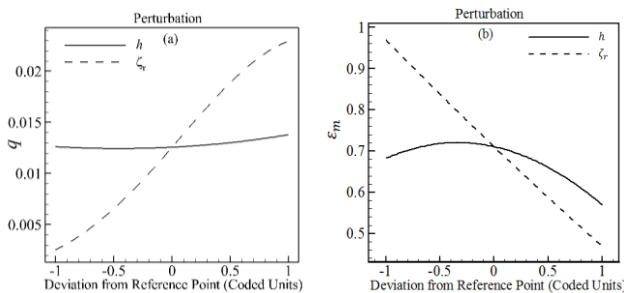 Perturbation
(a)
h
ζᵣ
q
0.02
0.015
0.01
0.005
-1 -0.5 0 0.5 1
Deviation from Reference Point (Coded Units)
Perturbation
(b)
h
ζᵣ
εₘ
1
0.9
0.8
0.7
0.6
0.5
-1 -0.5 0 0.5 1
Deviation from Reference Point (Coded Units)